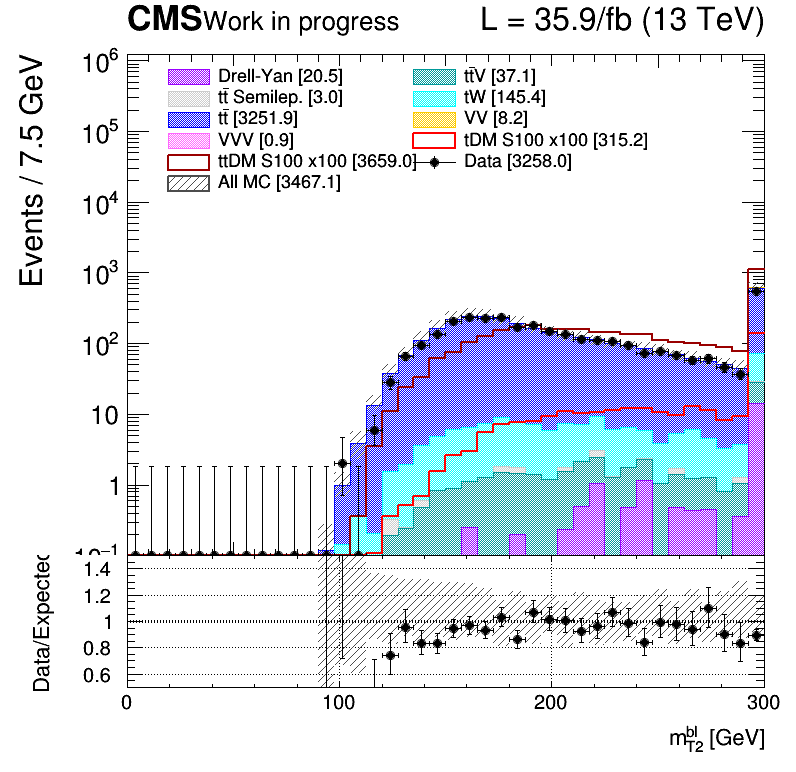 CMS Work in progress L = 35.9/fb (13 TeV)
Events / 7.5 GeV
10⁶
10⁵
10⁴
10³
10²
10
1
10⁻¹
Drell-Yan [20.5] tt̄V [37.1]
tt̄ Semilep. [3.0] tW [145.4]
tt̄ [3251.9] VV [8.2]
VVV [0.9] tDM S100 x100 [315.2]
ttDM S100 x100 [3659.0] Data [3258.0]
All MC [3467.1]
Data/Expected
1.4
1.2
1
0.8
0.6
0 100 200 300
m_{T2}^{bl} [GeV]